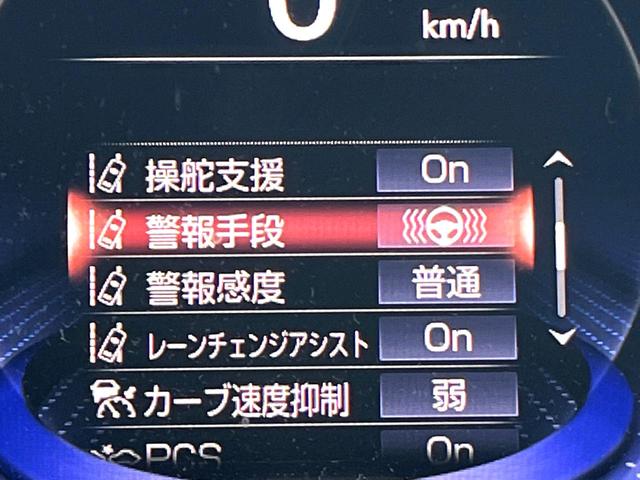 0 km/h
操舵支援 On
警報手段
警報感度 普通
レーンチェンジアシスト On
カーブ速度抑制 弱
PCS On